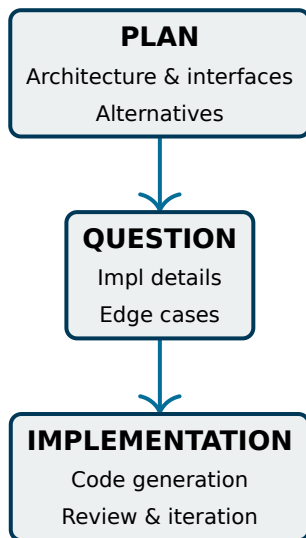 PLAN
Architecture & interfaces
Alternatives
QUESTION
Impl details
Edge cases
IMPLEMENTATION
Code generation
Review & iteration